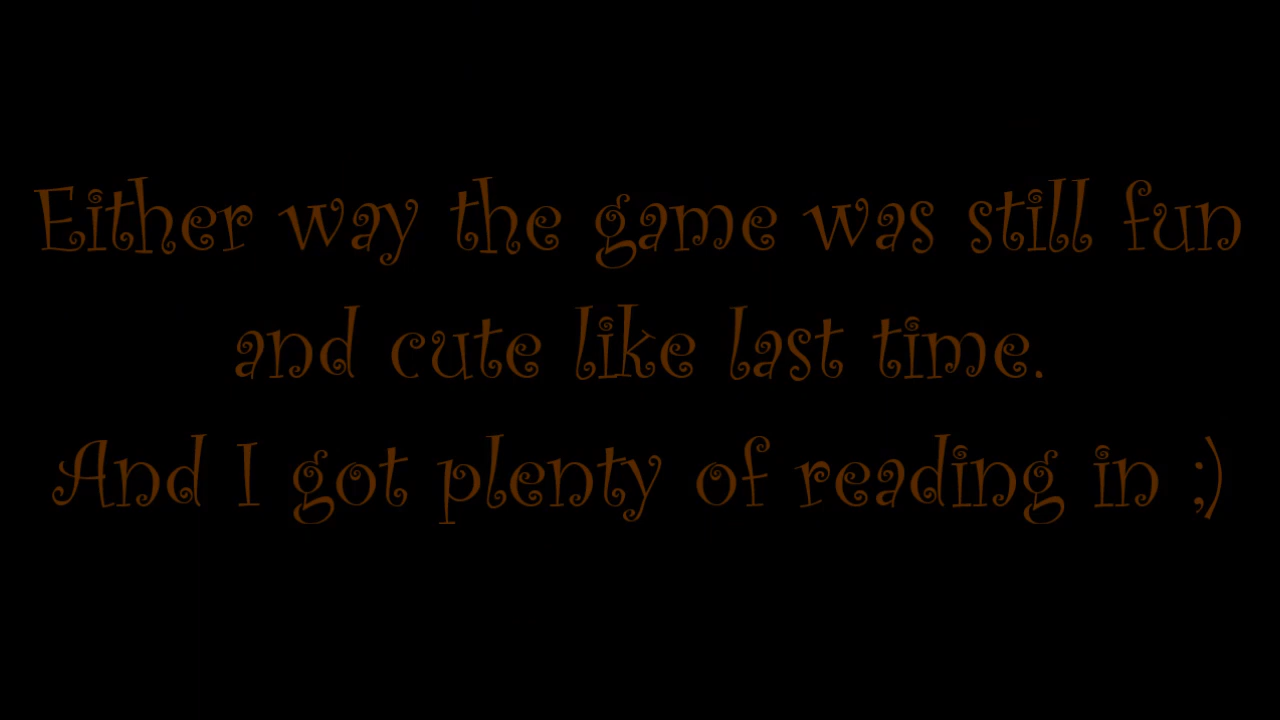 Either way the game was still fun
and cute like last time.
And I got plenty of reading in ;)